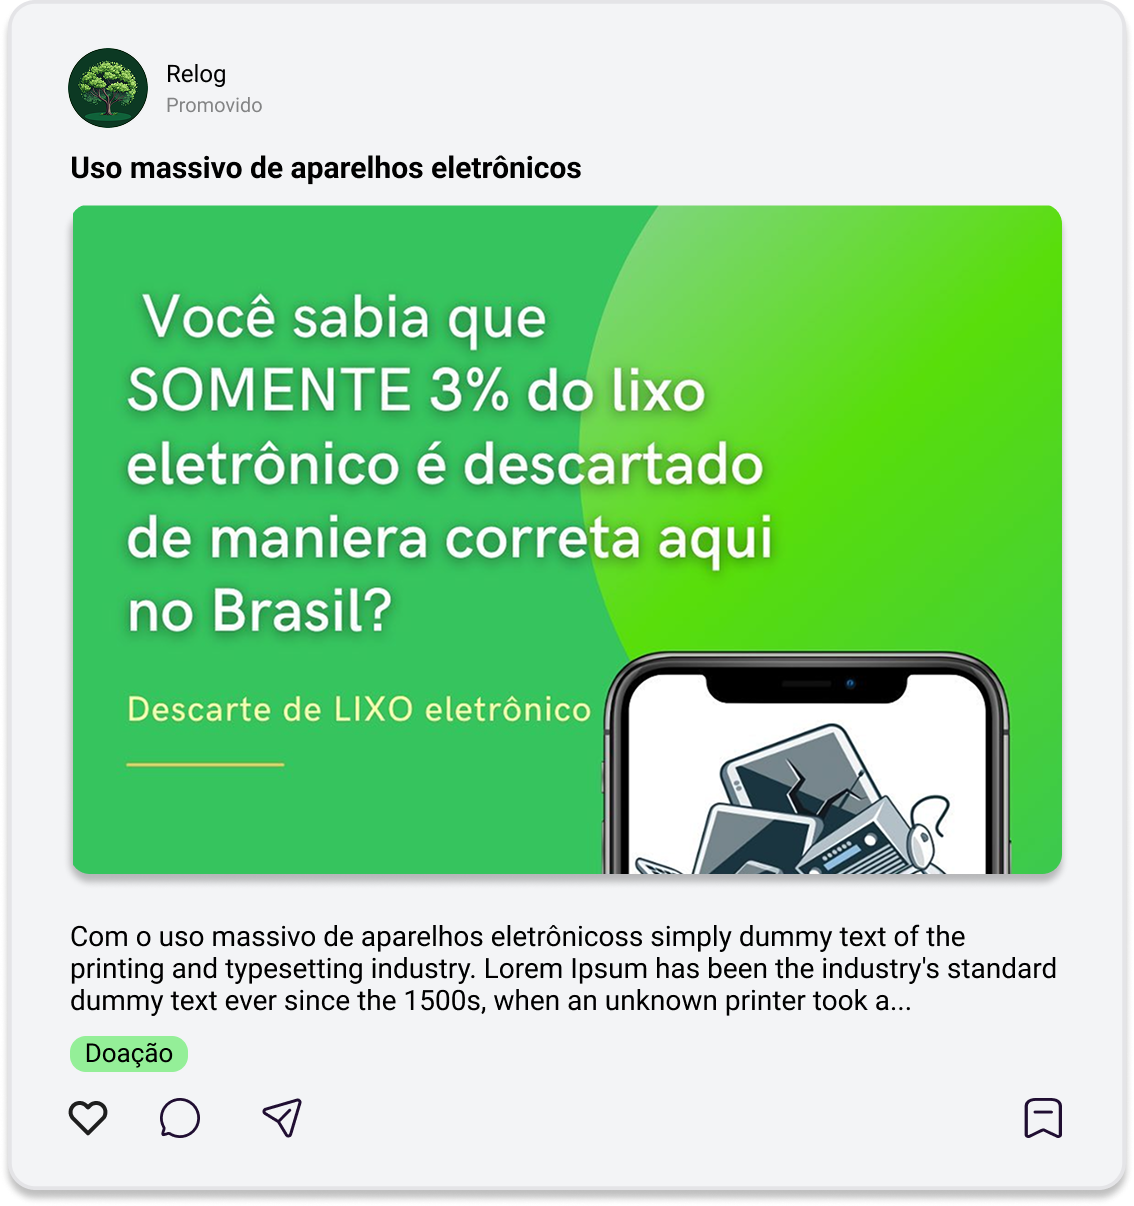 Relog
Promovido
Uso massivo de aparelhos eletrônicos
Você sabia que
SOMENTE 3% do lixo
eletrônico é descartado
de maniera correta aqui
no Brasil?
Descarte de LIXO eletrônico
Com o uso massivo de aparelhos eletrônicoss simply dummy text of the
printing and typesetting industry. Lorem Ipsum has been the industry's standard
dummy text ever since the 1500s, when an unknown printer took a...
Doação